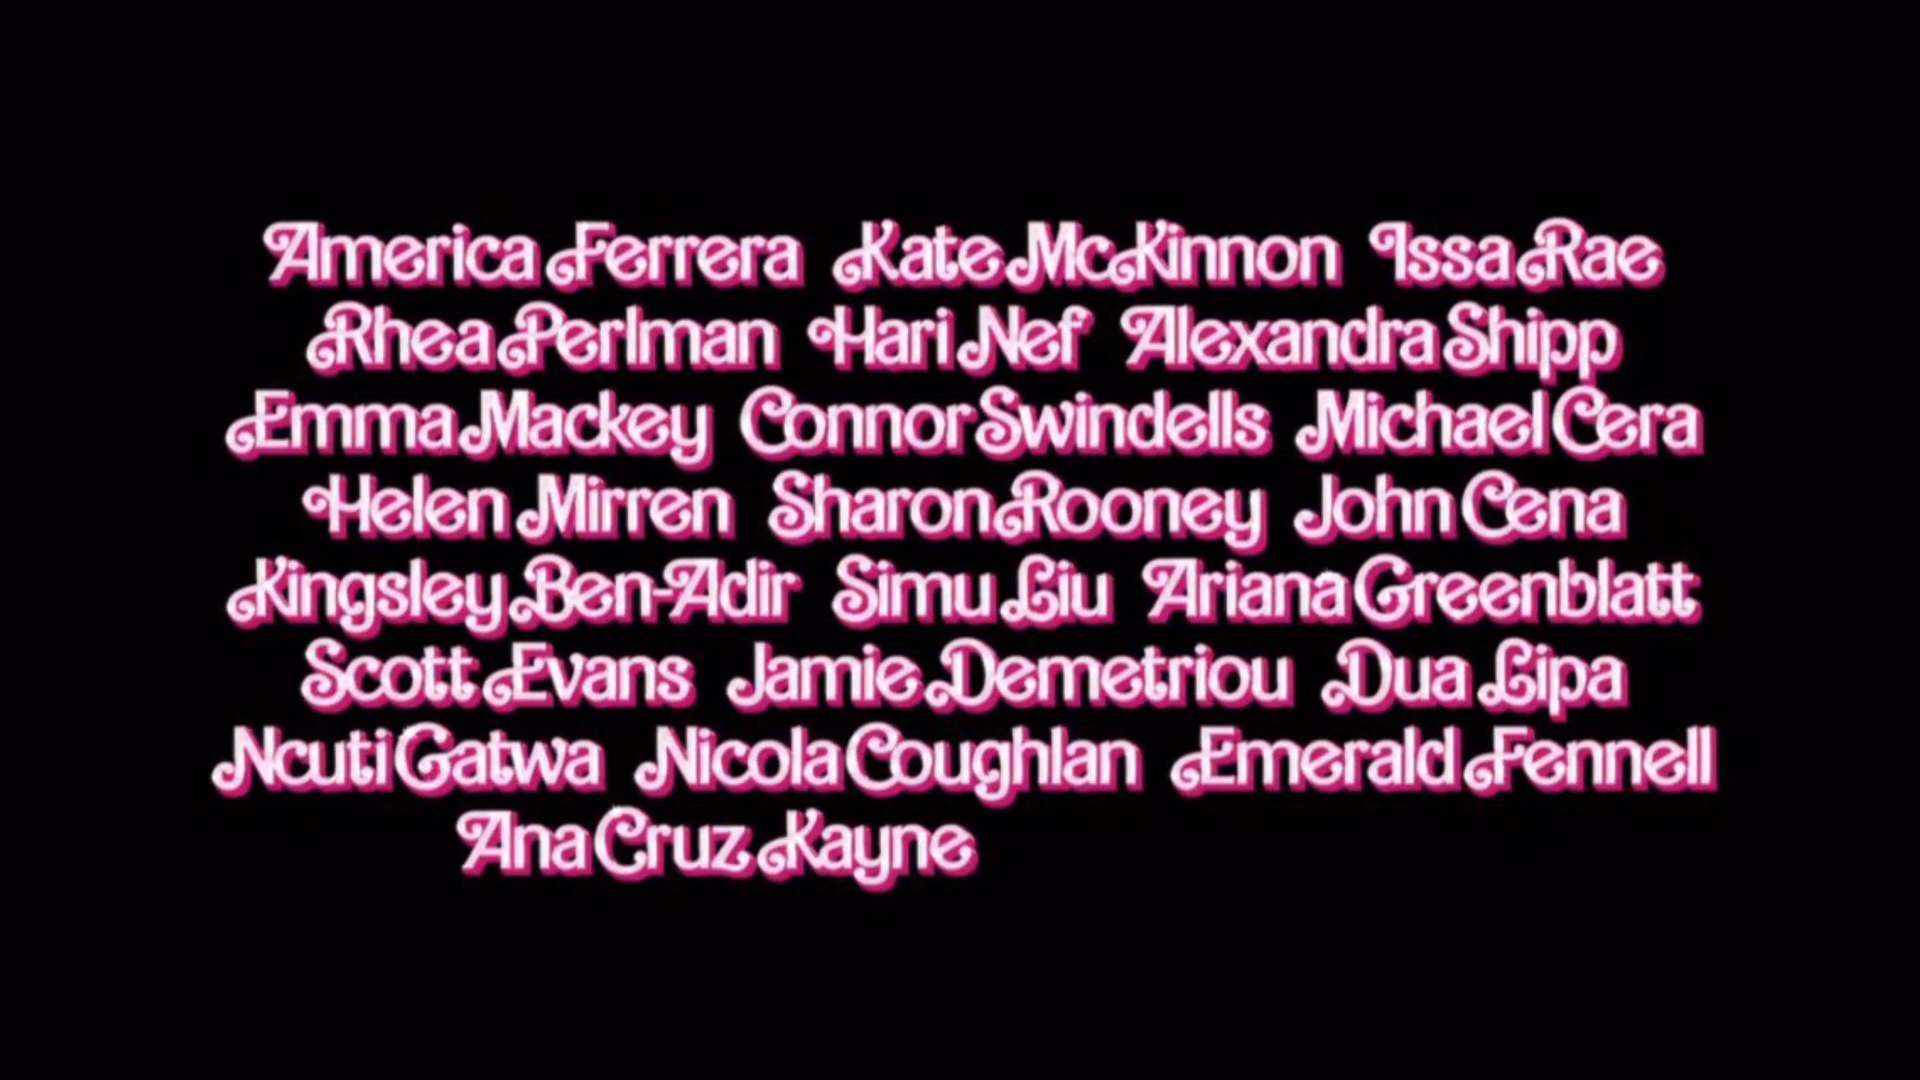 America Ferrera Kate McKinnon Issa Rae
Rhea Perlman Hari Nef Alexandra Shipp
Emma Mackey Connor Swindells Michael Cera
Helen Mirren Sharon Rooney John Cena
Kingsley Ben-Adir Simu Liu Ariana Greenblatt
Scott Evans Jamie Demetriou Dua Lipa
Ncuti Gatwa Nicola Coughlan Emerald Fennell
Ana Cruz Kayne